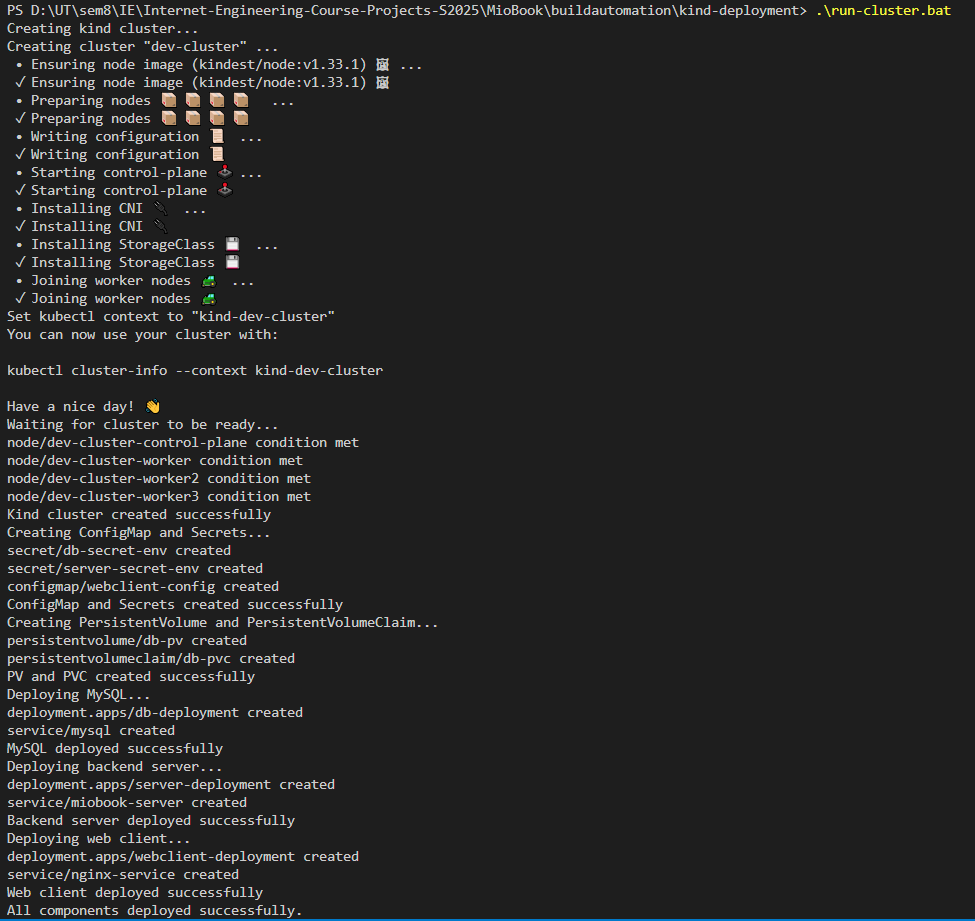 PS D:\UT\sem8\IE\Internet-Engineering-Course-Projects-S2025\MioBook\buildautomation\kind-deployment> .\run-cluster.bat
Creating kind cluster...
Creating cluster "dev-cluster" ...
• Ensuring node image (kindest/node:v1.33.1) 🖼 ...
✓ Ensuring node image (kindest/node:v1.33.1) 🖼
• Preparing nodes 📦 📦 📦 📦 ...
✓ Preparing nodes 📦 📦 📦 📦
• Writing configuration 📜 ...
✓ Writing configuration 📜
• Starting control-plane 🕹️ ...
✓ Starting control-plane 🕹️
• Installing CNI 🔌 ...
✓ Installing CNI 🔌
• Installing StorageClass 💾 ...
✓ Installing StorageClass 💾
• Joining worker nodes 🚜 ...
✓ Joining worker nodes 🚜
Set kubectl context to "kind-dev-cluster"
You can now use your cluster with:
kubectl cluster-info --context kind-dev-cluster
Have a nice day! 👋
Waiting for cluster to be ready...
node/dev-cluster-control-plane condition met
node/dev-cluster-worker condition met
node/dev-cluster-worker2 condition met
node/dev-cluster-worker3 condition met
Kind cluster created successfully
Creating ConfigMap and Secrets...
secret/db-secret-env created
secret/server-secret-env created
configmap/webclient-config created
ConfigMap and Secrets created successfully
Creating PersistentVolume and PersistentVolumeClaim...
persistentvolume/db-pv created
persistentvolumeclaim/db-pvc created
PV and PVC created successfully
Deploying MySQL...
deployment.apps/db-deployment created
service/mysql created
MySQL deployed successfully
Deploying backend server...
deployment.apps/server-deployment created
service/miobook-server created
Backend server deployed successfully
Deploying web client...
deployment.apps/webclient-deployment created
service/nginx-service created
Web client deployed successfully
All components deployed successfully.